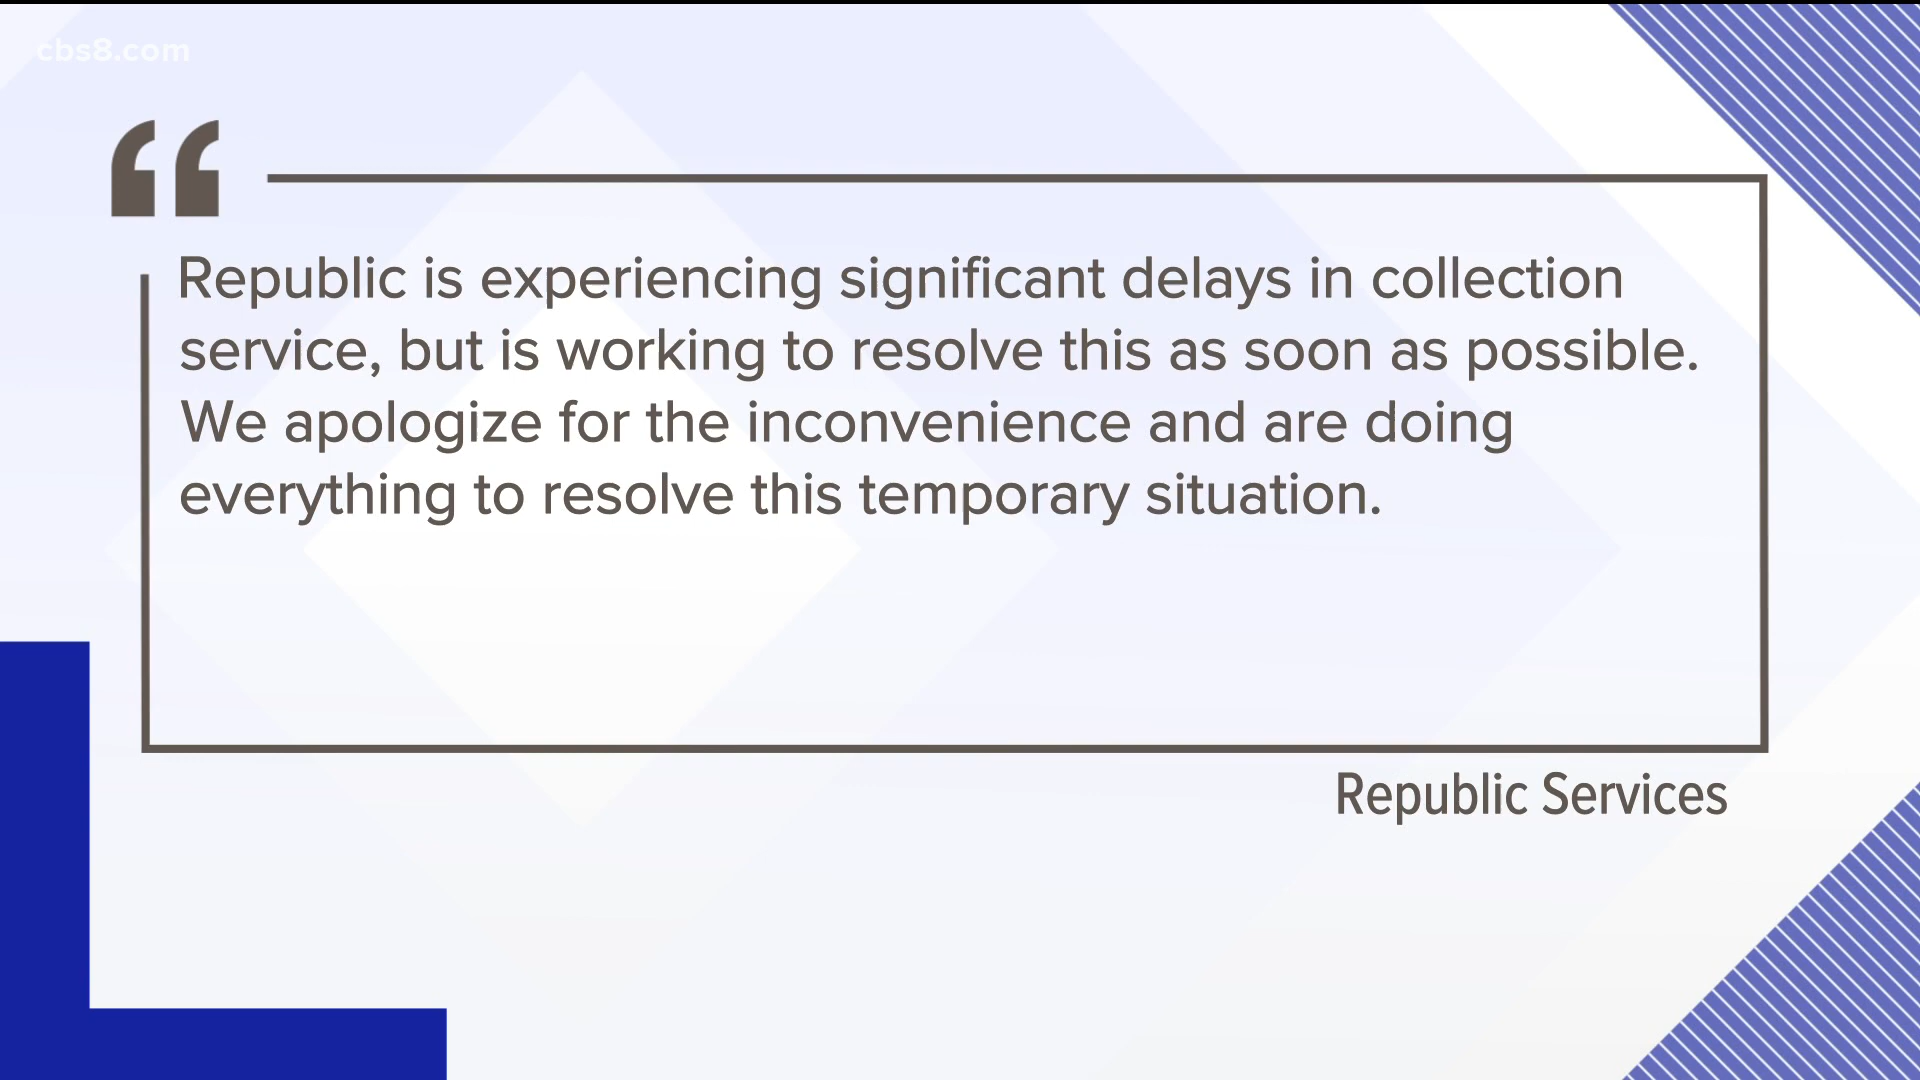 cbs8.com
“
Republic is experiencing significant delays in collection
service, but is working to resolve this as soon as possible.
We apologize for the inconvenience and are doing
everything to resolve this temporary situation.
Republic Services